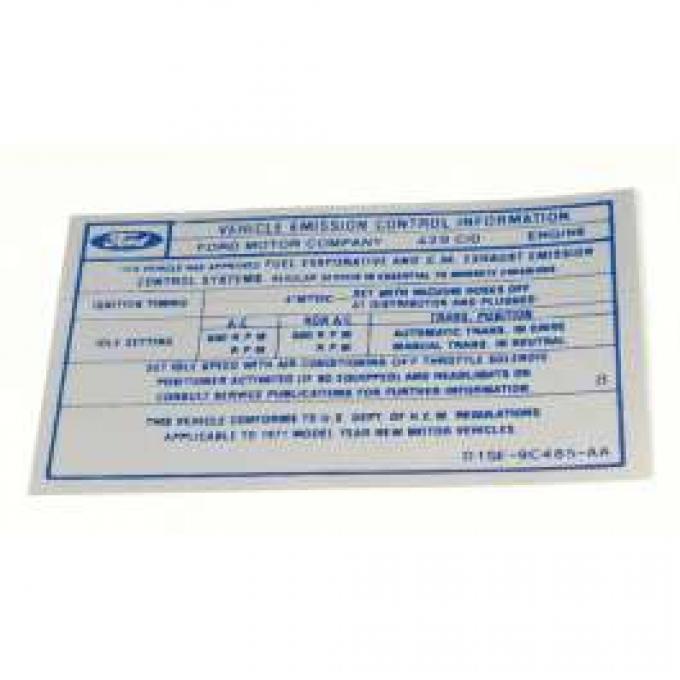 Ford
VEHICLE EMISSION CONTROL INFORMATION
FORD MOTOR COMPANY 429 CID ENGINE
VEHICLE HAS APPROVED FUEL EVAPORATIVE AND EXHAUST EMISSION
CONTROL SYSTEMS. REGULAR SERVICE IS ESSENTIAL TO
IGNITION TIMING
BTDC - SET WITH VACUUM HOSES OFF
AT DISTRIBUTOR AND PLUGGED
IDLE SETTING
A/C
R.P.M.
R.P.M.
NON A/C
R.P.M.
R.P.M.
TRANS. POSITION
AUTOMATIC TRANS. IN DRIVE
MANUAL TRANS. IN NEUTRAL
SET IDLE SPEED WITH AIR CONDITIONING OFF THROTTLE SOLENOID
POSITIONER ACTIVATED (IF SO EQUIPPED) AND HEADLIGHTS ON
CONSULT SERVICE PUBLICATIONS FOR FURTHER INFORMATION
B
THIS VEHICLE CONFORMS TO U.S. DEPT. OF H.E.W. REGULATIONS
APPLICABLE TO 1971 MODEL YEAR NEW MOTOR VEHICLES
D1SE-9C485-AA